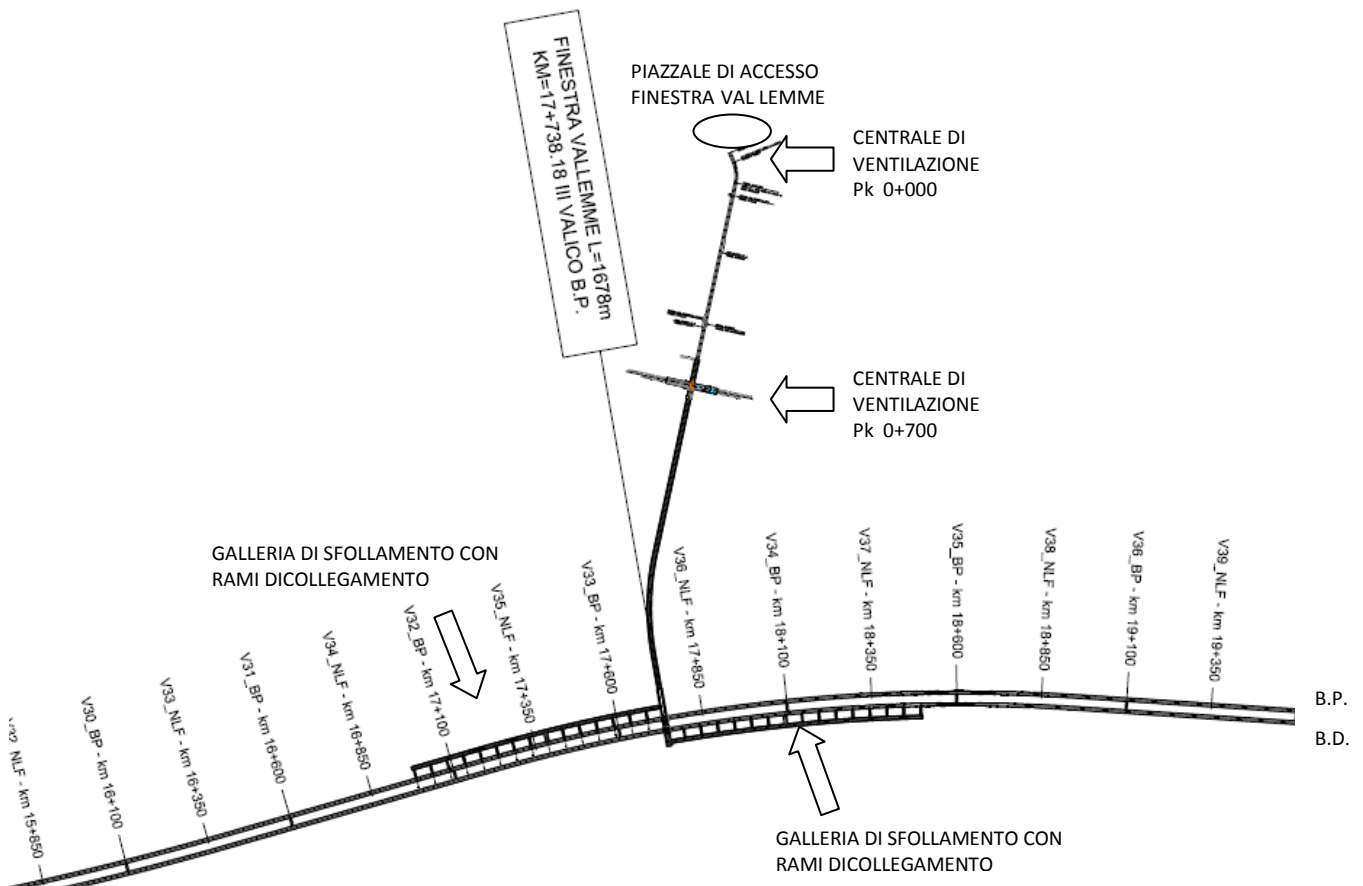 FINESTRA VALLEMME L=1678m
KM=17+738.18 III VALICO B.P.
PIAZZALE DI ACCESSO
FINESTRA VAL LEMME
CENTRALE DI
VENTILAZIONE
Pk 0+000
CENTRALE DI
VENTILAZIONE
Pk 0+700
GALLERIA DI SFOLLAMENTO CON
RAMI DICOLLEGAMENTO
NLF - km 15+850
V30_BP - km 16+100
V33_NLF - km 16+350
V31_BP - km 16+600
V34_NLF - km 16+850
V32_BP - km 17+100
V35_NLF - km 17+350
V33_BP - km 17+600
V36_NLF - km 17+850
V34_BP - km 18+100
V37_NLF - km 18+350
V35_BP - km 18+600
V38_NLF - km 18+850
V36_BP - km 19+100
V39_NLF - km 19+350
B.P.
B.D.
GALLERIA DI SFOLLAMENTO CON
RAMI DICOLLEGAMENTO